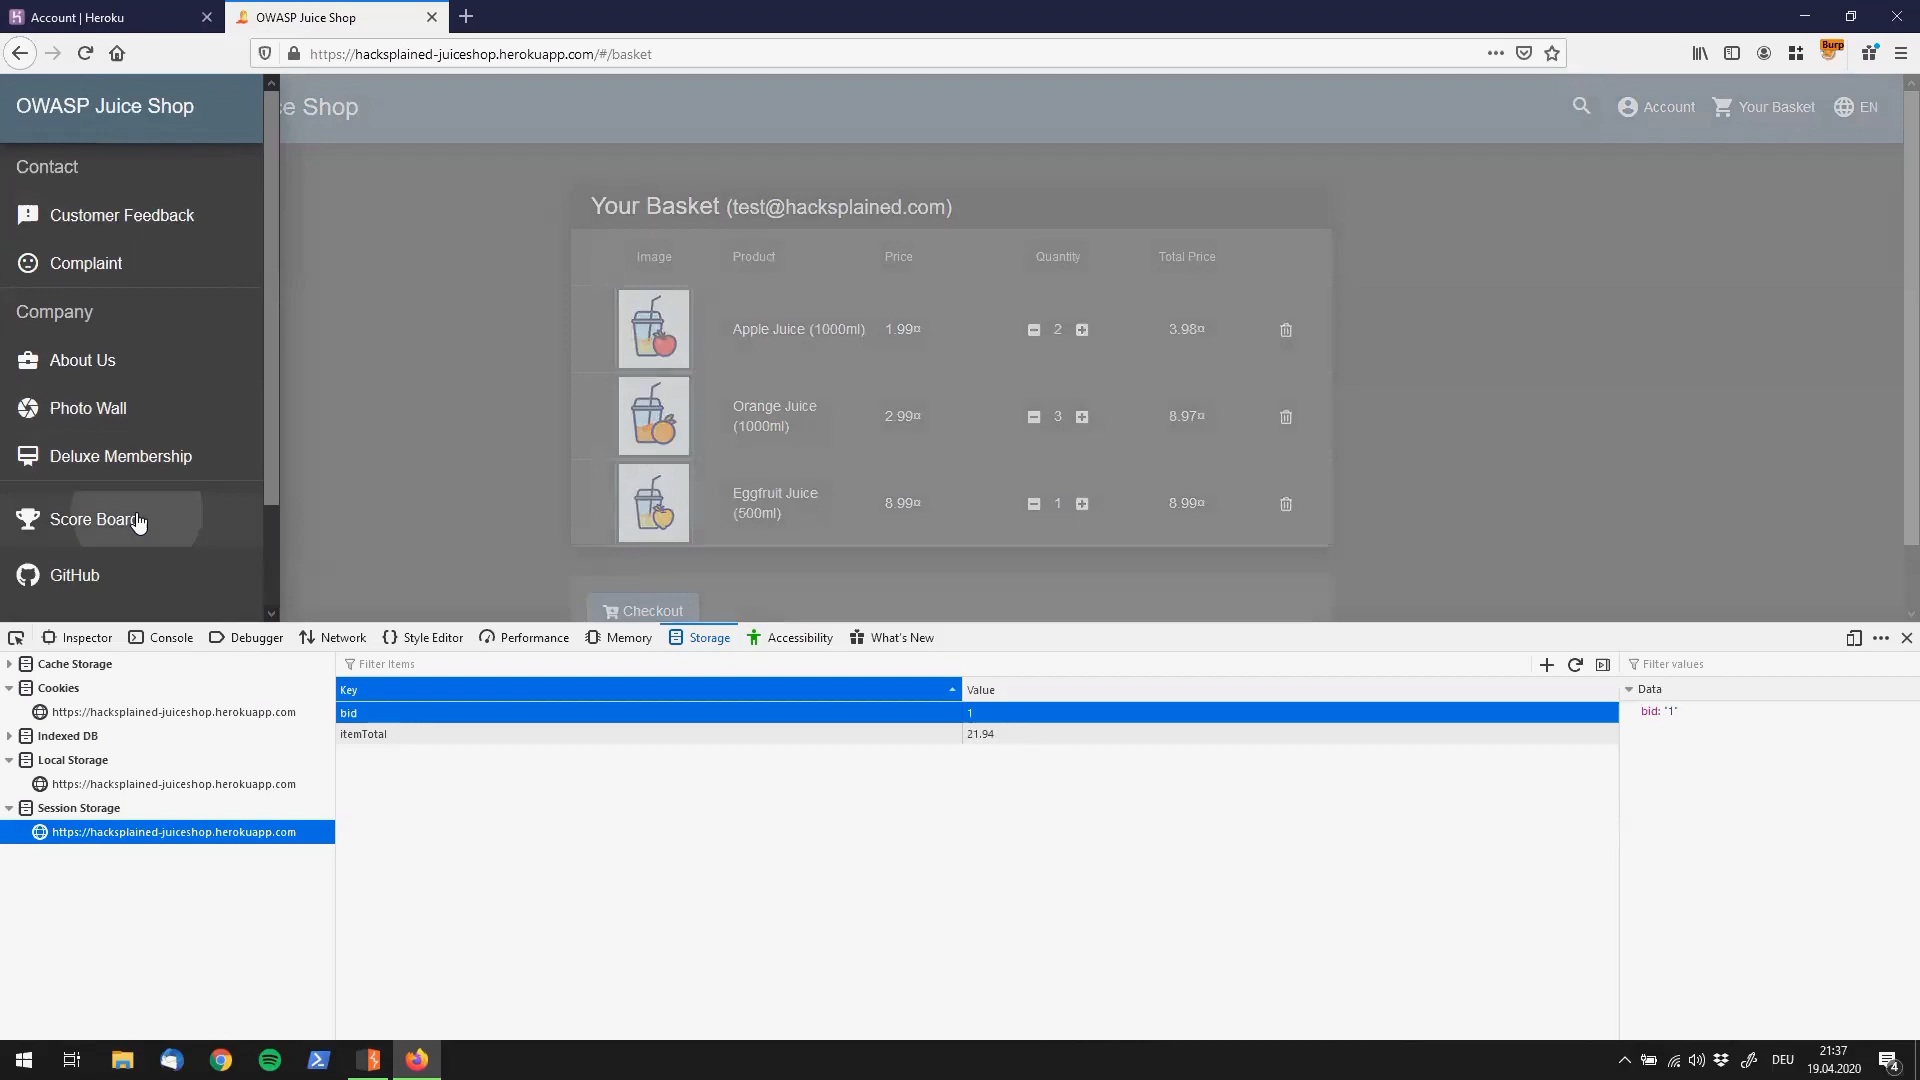 Account | Heroku
OWASP Juice Shop
https://hacksplained-juiceshop.herokuapp.com/#/basket
Burp
OWASP Juice Shop
ce Shop
Account
Your Basket
EN
Contact
Customer Feedback
Complaint
Company
About Us
Photo Wall
Deluxe Membership
Score Board
GitHub
Your Basket (test@hacksplained.com)
Image
Product
Price
Quantity
Total Price
Apple Juice (1000ml)
1.99¤
2
3.98¤
Orange Juice
(1000ml)
2.99¤
3
8.97¤
Eggfruit Juice
(500ml)
8.99¤
1
8.99¤
Checkout
Inspector
Console
Debugger
Network
Style Editor
Performance
Memory
Storage
Accessibility
What's New
Cache Storage
Cookies
https://hacksplained-juiceshop.herokuapp.com
Indexed DB
Local Storage
https://hacksplained-juiceshop.herokuapp.com
Session Storage
https://hacksplained-juiceshop.herokuapp.com
Filter Items
Key
Value
bid
1
itemTotal
21.94
Filter values
Data
bid: "1"
DEU
21:37
19.04.2020
4